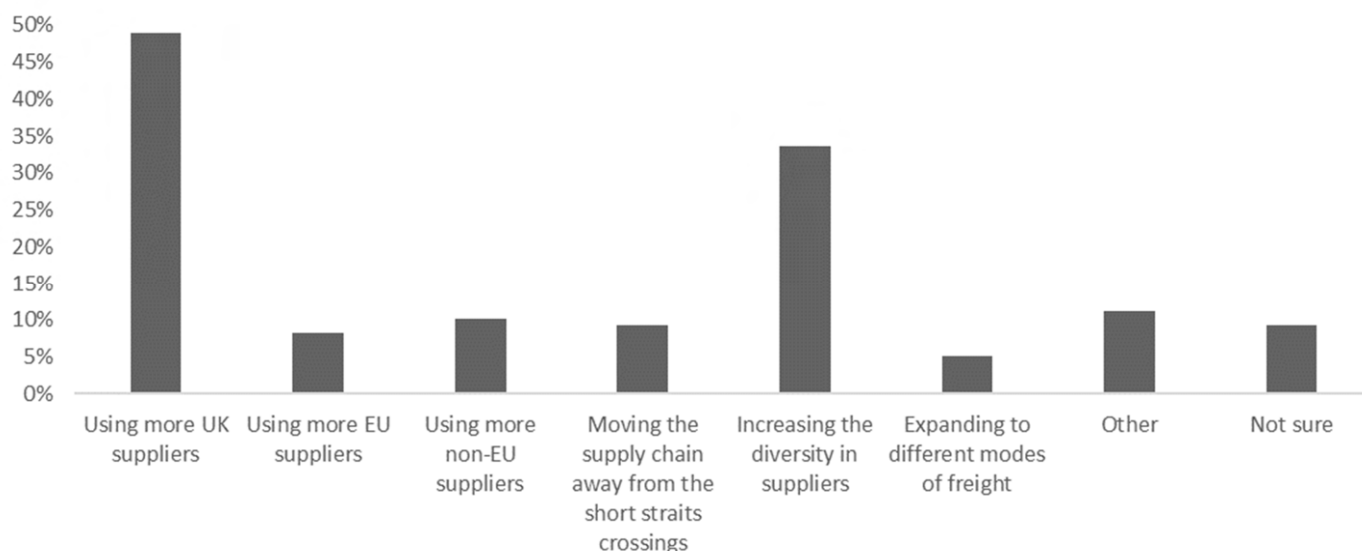 50%
45%
40%
35%
30%
25%
20%
15%
10%
5%
0%
Using more UK
suppliers
Using more EU
suppliers
Using more
non-EU
suppliers
Moving the
supply chain
away from the
short straits
crossings
Increasing the
diversity in
suppliers
Expanding to
different modes
of freight
Other
Not sure